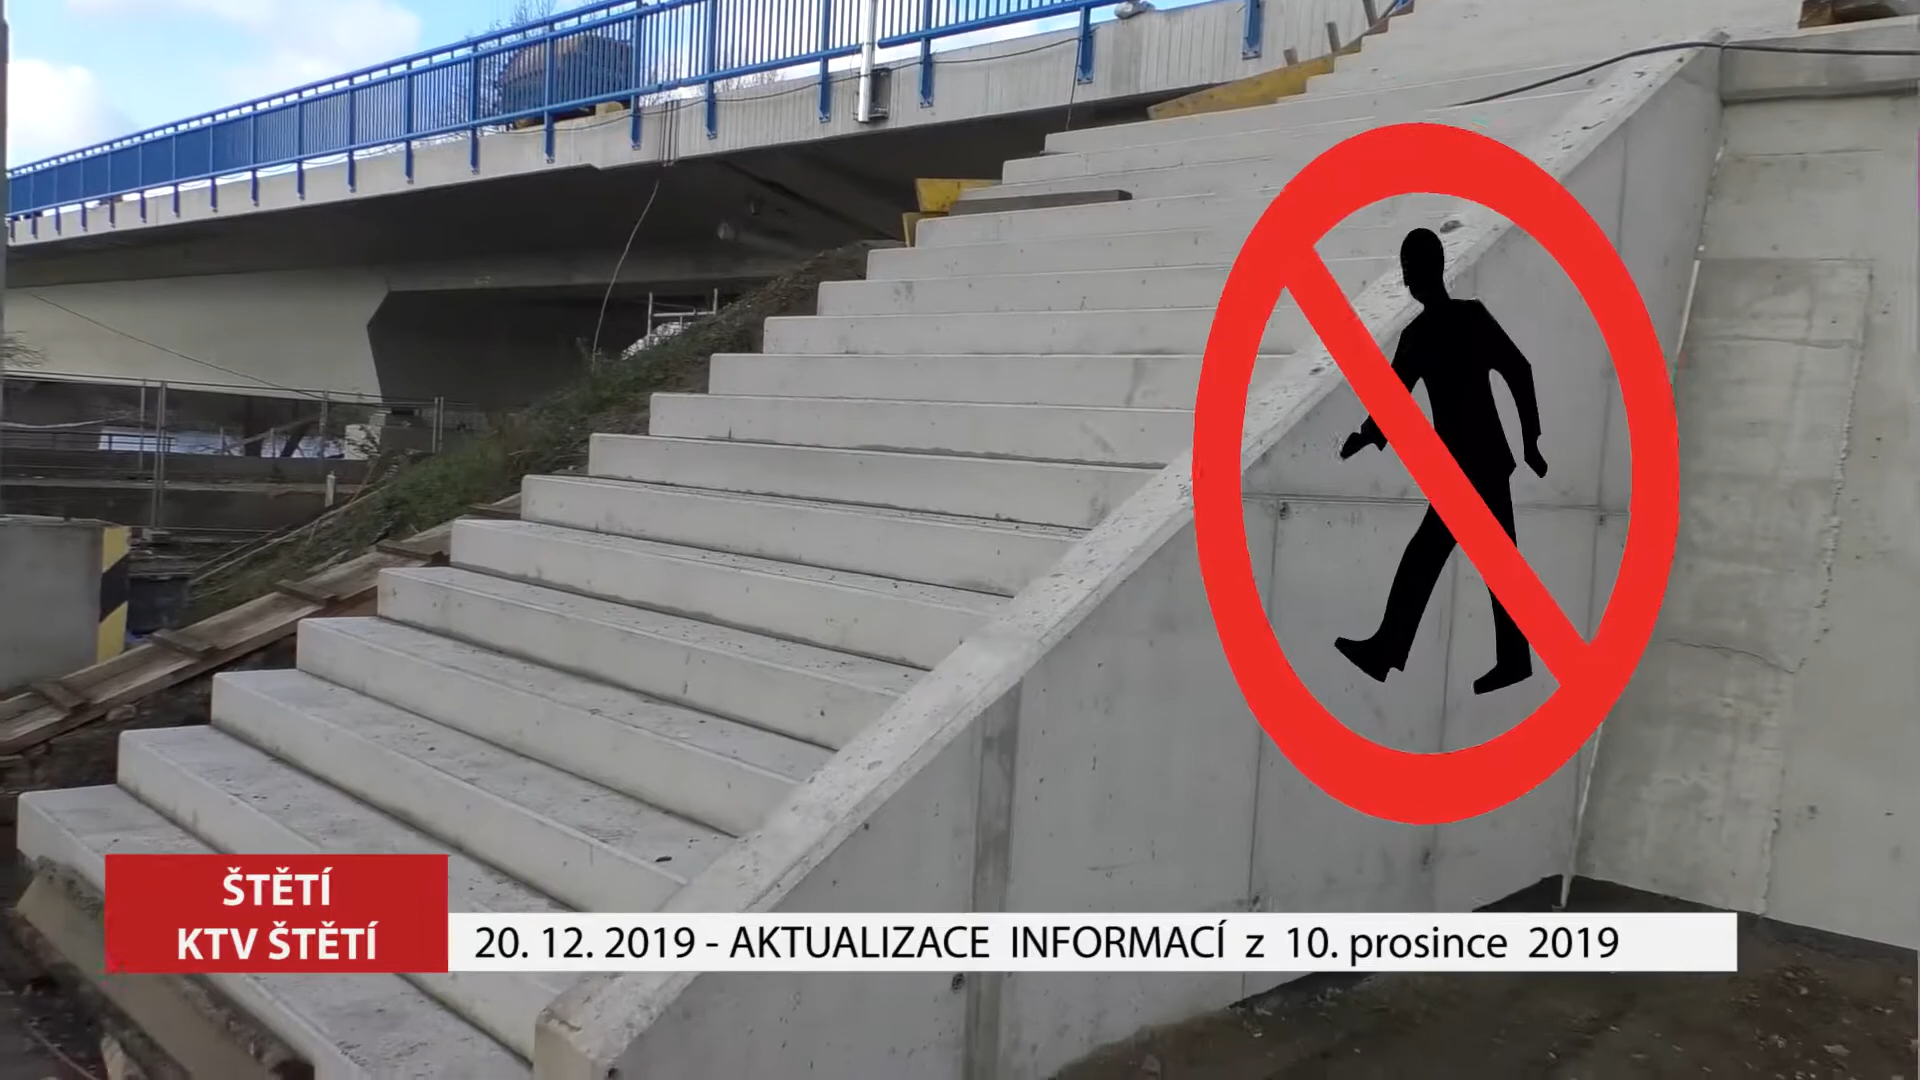 ŠTĚTÍ
KTV ŠTĚTÍ
20. 12. 2019 - AKTUALIZACE INFORMACÍ z 10. prosince 2019